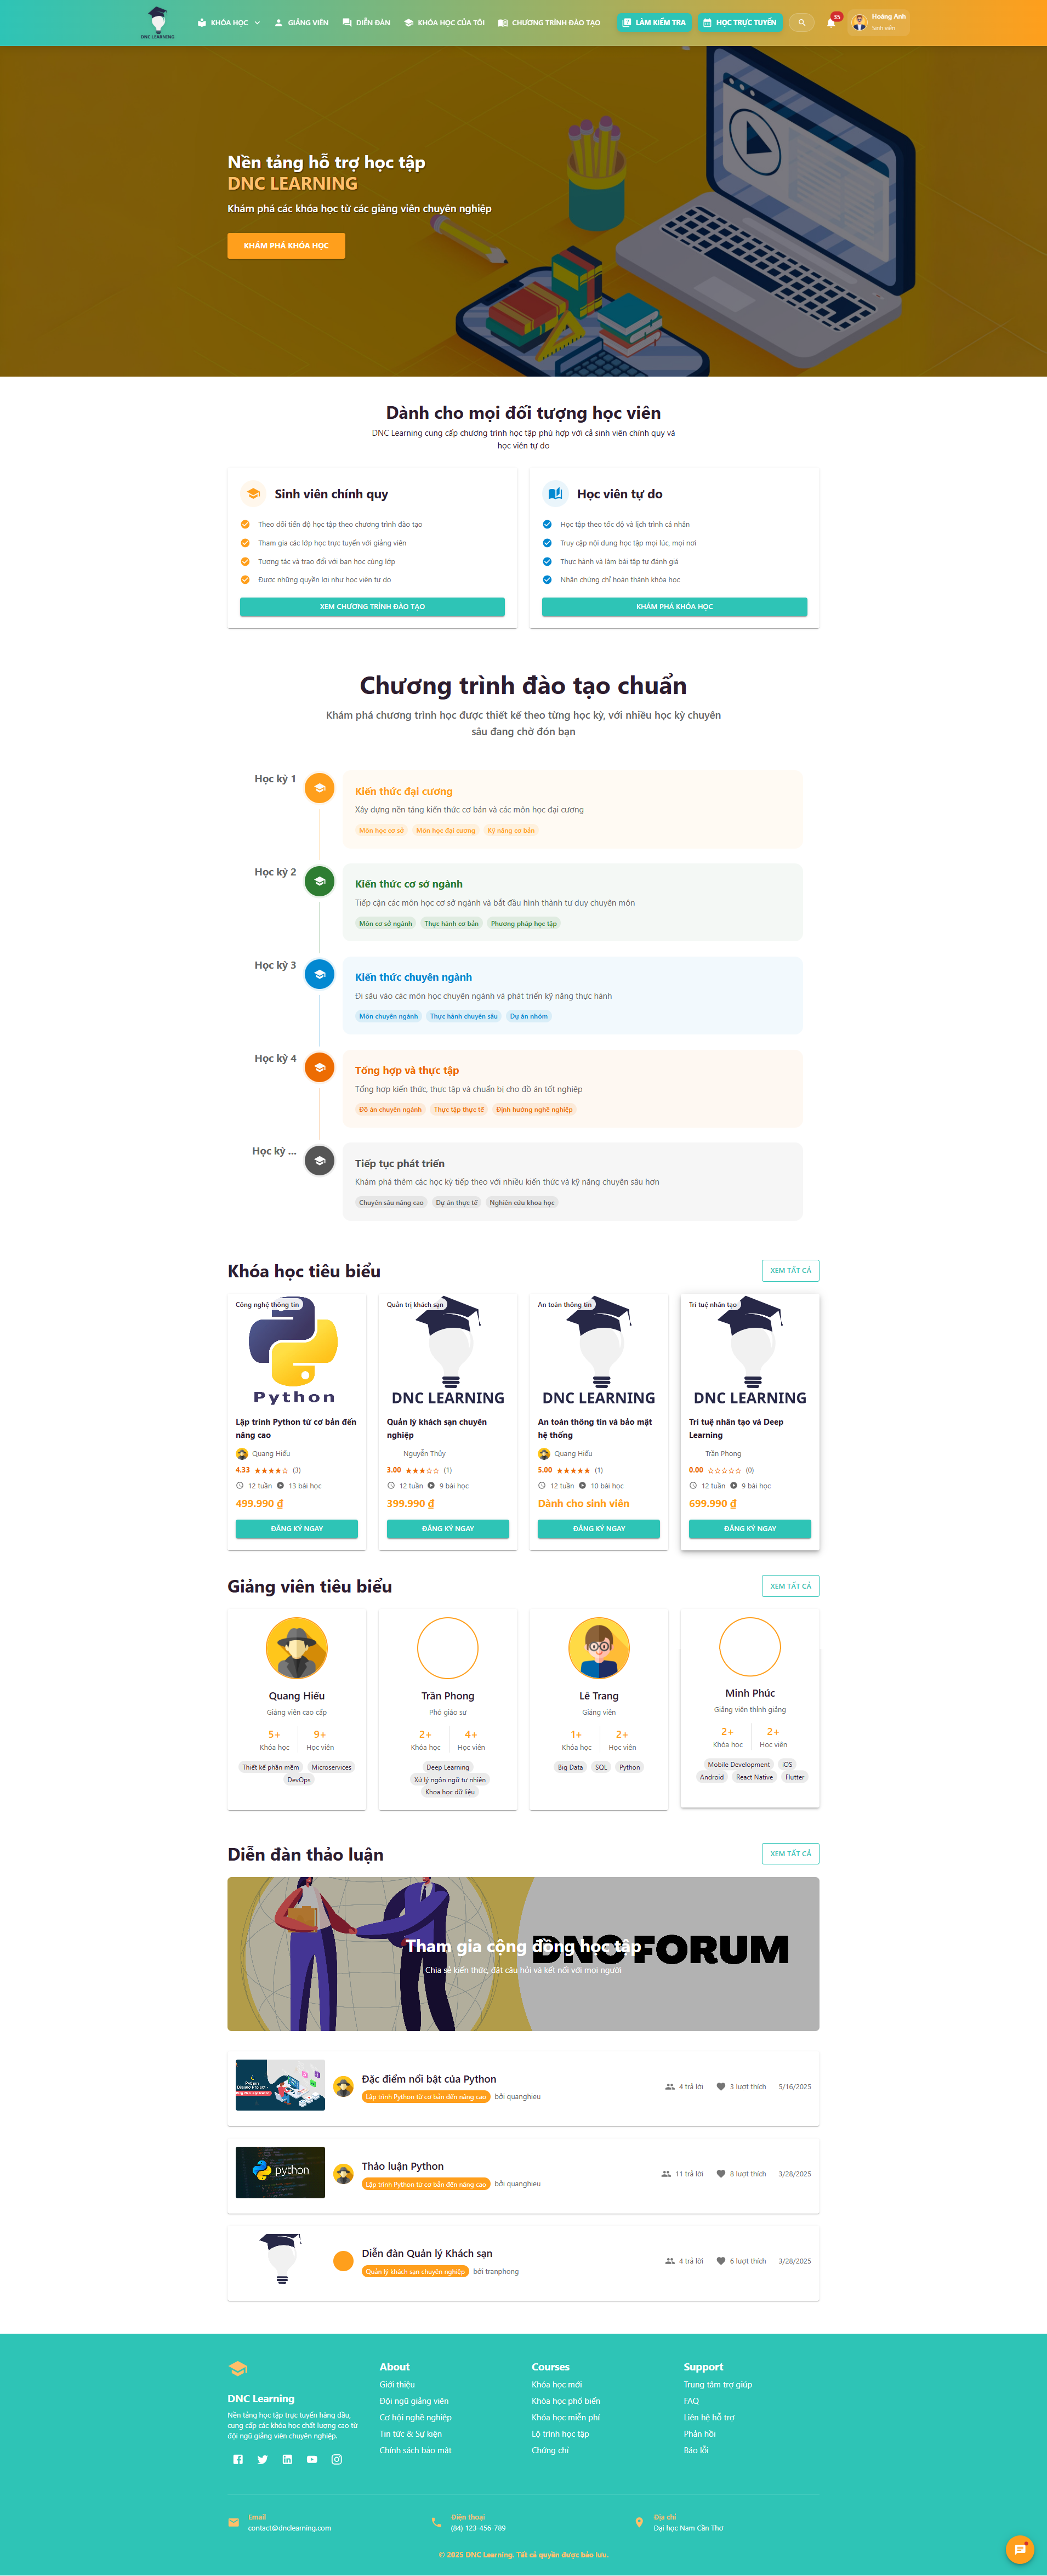 DNC LEARNING
KHÓA HỌC
GIẢNG VIÊN
DIỄN ĐÀN
KHÓA HỌC CỦA TÔI
CHƯƠNG TRÌNH ĐÀO TẠO
LÀM KIỂM TRA
HỌC TRỰC TUYẾN
35
Hoàng Anh
Sinh viên
Nền tảng hỗ trợ học tập
DNC LEARNING
Khám phá các khóa học từ các giảng viên chuyên nghiệp
KHÁM PHÁ KHÓA HỌC
Dành cho mọi đối tượng học viên
DNC Learning cung cấp chương trình học tập phù hợp với cả sinh viên chính quy và
học viên tự do
Sinh viên chính quy
Theo dõi tiến độ học tập theo chương trình đào tạo
Tham gia các lớp học trực tuyến với giảng viên
Tương tác và trao đổi với bạn học cùng lớp
Được những quyền lợi như học viên tự do
XEM CHƯƠNG TRÌNH ĐÀO TẠO
Học viên tự do
Học tập theo tốc độ và lịch trình cá nhân
Truy cập nội dung học tập mọi lúc, mọi nơi
Thực hành và làm bài tập tự đánh giá
Nhận chứng chỉ hoàn thành khóa học
KHÁM PHÁ KHÓA HỌC
Chương trình đào tạo chuẩn
Khám phá chương trình học được thiết kế theo từng học kỳ, với nhiều học kỳ chuyên
sâu đang chờ đón bạn
Học kỳ 1
Kiến thức đại cương
Xây dựng nền tảng kiến thức cơ bản và các môn học đại cương
Môn học cơ sở
Môn học đại cương
Kỹ năng cơ bản
Học kỳ 2
Kiến thức cơ sở ngành
Tiếp cận các môn học cơ sở ngành và bắt đầu hình thành tư duy chuyên môn
Môn cơ sở ngành
Thực hành cơ bản
Phương pháp học tập
Học kỳ 3
Kiến thức chuyên ngành
Đi sâu vào các môn học chuyên ngành và phát triển kỹ năng thực hành
Môn chuyên ngành
Thực hành chuyên sâu
Dự án nhóm
Học kỳ 4
Tổng hợp và thực tập
Tổng hợp kiến thức, thực tập và chuẩn bị cho đồ án tốt nghiệp
Đồ án chuyên ngành
Thực tập thực tế
Định hướng nghề nghiệp
Học kỳ ...
Tiếp tục phát triển
Khám phá thêm các học kỳ tiếp theo với nhiều kiến thức và kỹ năng chuyên sâu hơn
Chuyên sâu nâng cao
Dự án thực tế
Nghiên cứu khoa học
Khóa học tiêu biểu
XEM TẤT CẢ
Công nghệ thông tin
Python
Lập trình Python từ cơ bản đến
nâng cao
Quang Hiếu
4.33
(3)
12 tuần
13 bài học
499.990 ₫
ĐĂNG KÝ NGAY
Quản trị khách sạn
DNC LEARNING
Quản lý khách sạn chuyên
nghiệp
Nguyễn Thủy
3.00
(1)
12 tuần
9 bài học
399.990 ₫
ĐĂNG KÝ NGAY
An toàn thông tin
DNC LEARNING
An toàn thông tin và bảo mật
hệ thống
Quang Hiếu
5.00
(1)
12 tuần
10 bài học
Dành cho sinh viên
ĐĂNG KÝ NGAY
Trí tuệ nhân tạo
DNC LEARNING
Trí tuệ nhân tạo và Deep
Learning
Trần Phong
0.00
(0)
12 tuần
9 bài học
699.990 ₫
ĐĂNG KÝ NGAY
Giảng viên tiêu biểu
XEM TẤT CẢ
Quang Hiếu
Giảng viên cao cấp
5+
Khóa học
9+
Học viên
Thiết kế phần mềm
Microservices
DevOps
Trần Phong
Phó giáo sư
2+
Khóa học
4+
Học viên
Deep Learning
Xử lý ngôn ngữ tự nhiên
Khoa học dữ liệu
Lê Trang
Giảng viên
1+
Khóa học
2+
Học viên
Big Data
SQL
Python
Minh Phúc
Giảng viên thỉnh giảng
2+
Khóa học
2+
Học viên
Mobile Development
iOS
Android
React Native
Flutter
Diễn đàn thảo luận
XEM TẤT CẢ
DNC FORUM
Tham gia cộng đồng học tập
Chia sẻ kiến thức, đặt câu hỏi và kết nối với mọi người
Đặc điểm nổi bật của Python
Lập trình Python từ cơ bản đến nâng cao
bởi quanghieu
4 trả lời
3 lượt thích
5/16/2025
python
Thảo luận Python
Lập trình Python từ cơ bản đến nâng cao
bởi quanghieu
11 trả lời
8 lượt thích
3/28/2025
Diễn đàn Quản lý Khách sạn
Quản lý khách sạn chuyên nghiệp
bởi tranphong
4 trả lời
6 lượt thích
3/28/2025
DNC Learning
Nền tảng học tập trực tuyến hàng đầu,
cung cấp các khóa học chất lượng cao từ
đội ngũ giảng viên chuyên nghiệp.
About
Giới thiệu
Đội ngũ giảng viên
Cơ hội nghề nghiệp
Tin tức & Sự kiện
Chính sách bảo mật
Courses
Khóa học mới
Khóa học phổ biến
Khóa học miễn phí
Lộ trình học tập
Chứng chỉ
Support
Trung tâm trợ giúp
FAQ
Liên hệ hỗ trợ
Phản hồi
Báo lỗi
Email
contact@dnclearning.com
Điện thoại
(84) 123-456-789
Địa chỉ
Đại học Nam Cần Thơ
© 2025 DNC Learning. Tất cả quyền được bảo lưu.